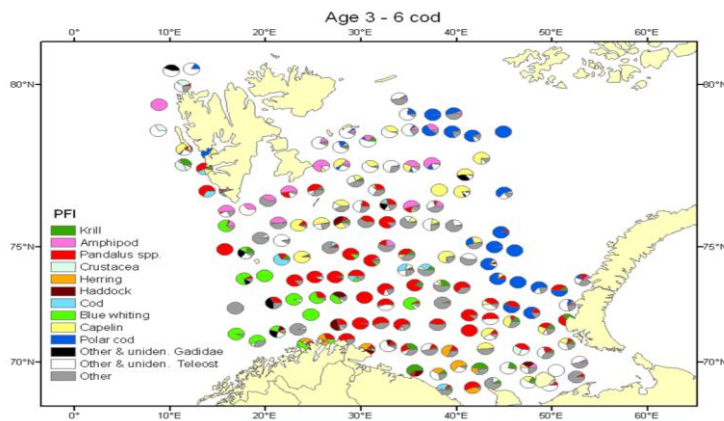 Age 3 - 6 cod
0° 10°E 20°E 30°E 40°E 50°E 60°E
80°N 80°N
75°N 75°N
70°N 70°N
PFI
Krill
Amphipod
Pandalus spp.
Crustacea
Herring
Haddock
Cod
Blue whiting
Capelin
Polar cod
Other & uniden. Gadidae
Other & uniden. Teleost
Other
0° 10°E 20°E 30°E 40°E 50°E 60°E